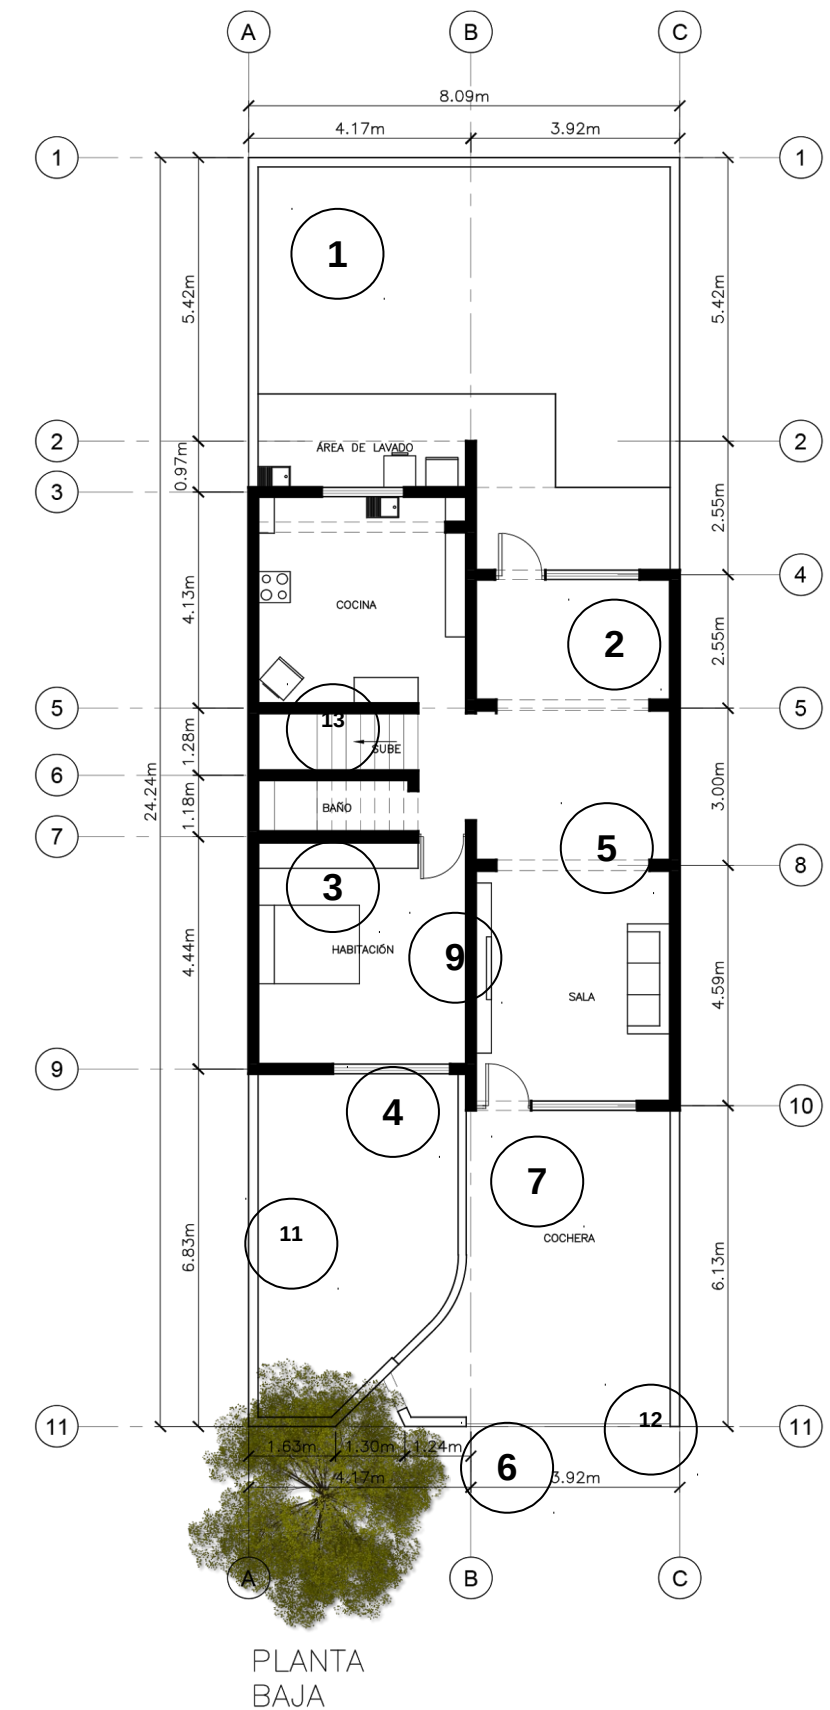 A B C
8.09m
4.17m 3.92m
1 1
1
5.42m 5.42m
2 2
ÁREA DE LAVADO
0.97m
3
2.55m
4
COCINA
4.13m
2
2.55m
5 5
13
SUBE
1.28m
6
24.24m
3.00m
BAÑO
1.18m
7
5
8
3
HABITACIÓN
9
4.44m
SALA
4.59m
9
4
10
7
COCHERA
11
6.83m
6.13m
12
11 11
1.63m 1.30m 1.24m
6
4.17m 3.92m
A B C
PLANTA
BAJA